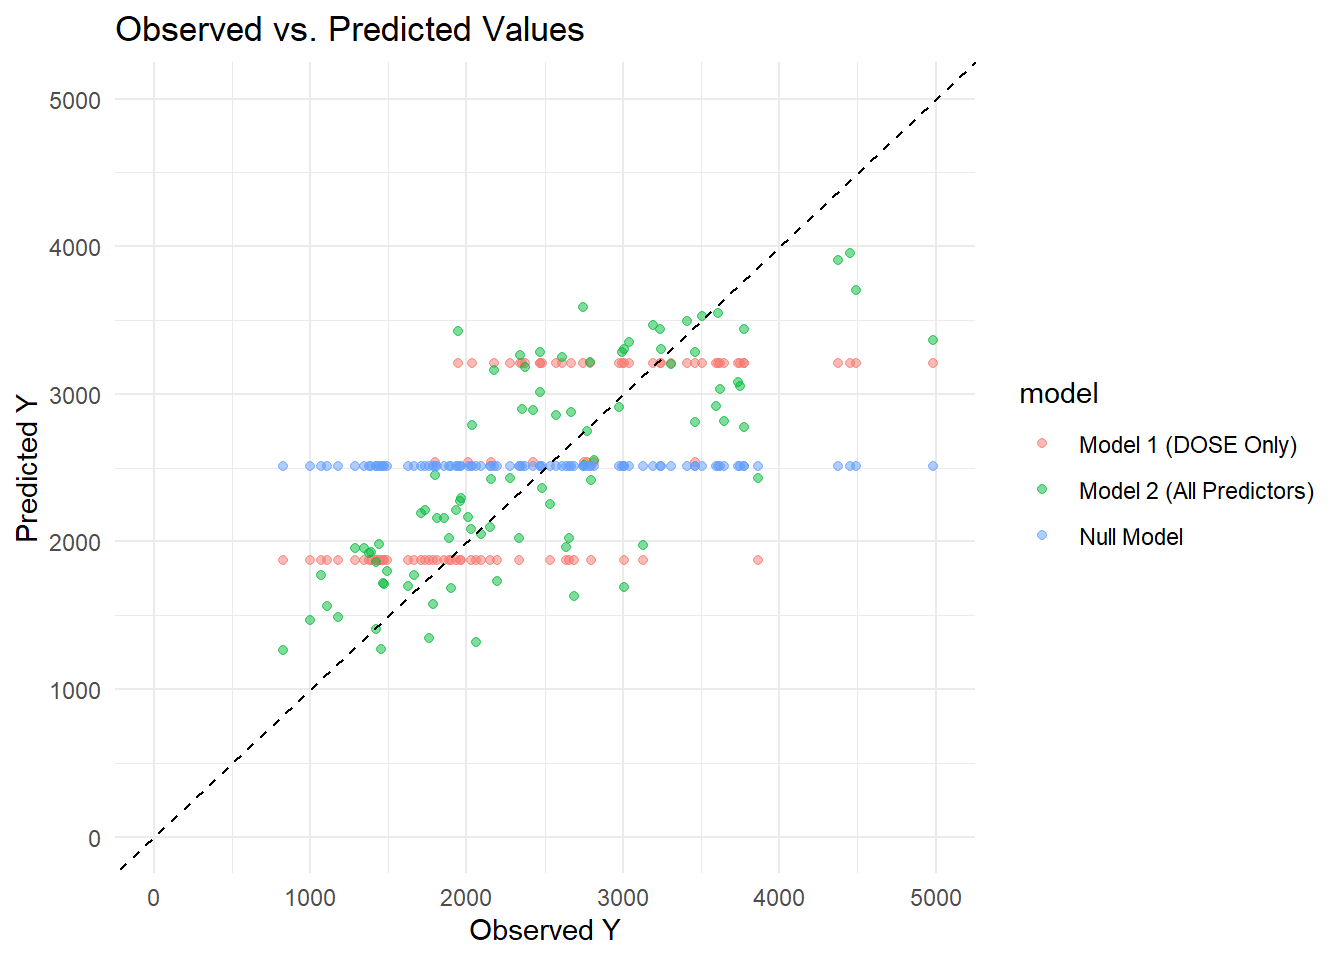 Observed vs. Predicted Values
5000
4000
3000
2000
1000
0
Predicted Y
0 1000 2000 3000 4000 5000
Observed Y
model
Model 1 (DOSE Only)
Model 2 (All Predictors)
Null Model